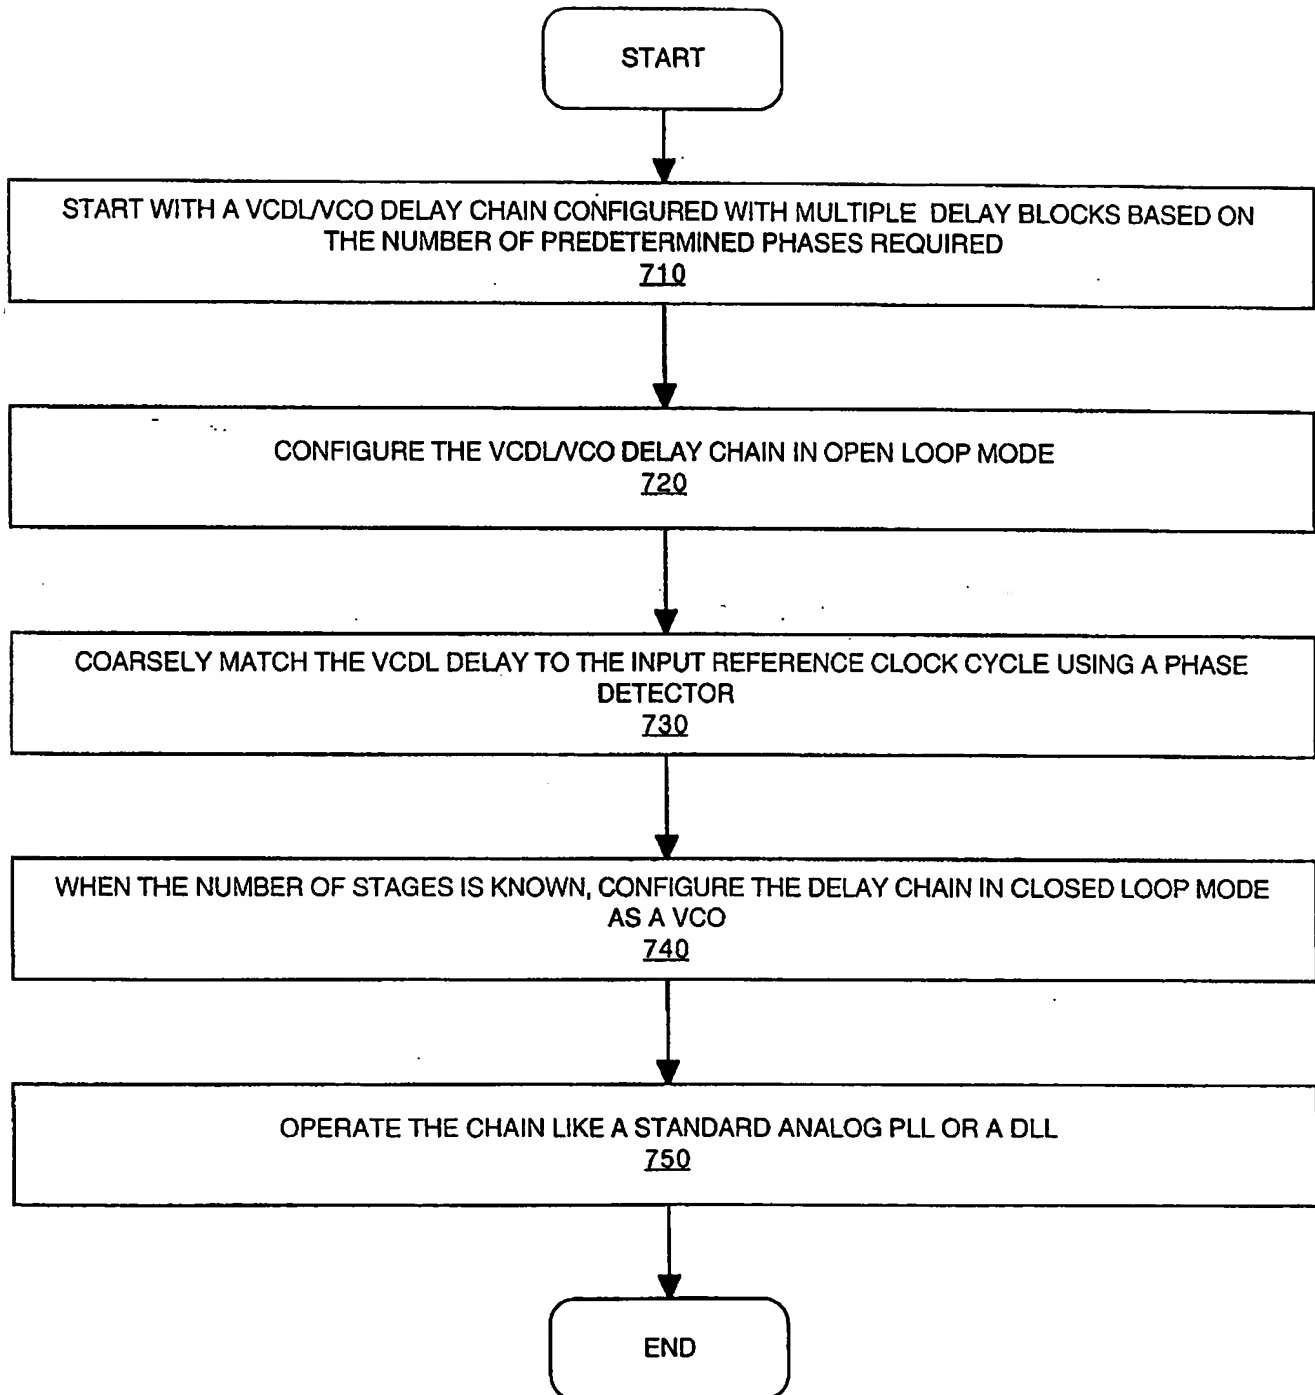 START
START WITH A VCDL/VCO DELAY CHAIN CONFIGURED WITH MULTIPLE DELAY BLOCKS BASED ON
THE NUMBER OF PREDETERMINED PHASES REQUIRED
710
CONFIGURE THE VCDL/VCO DELAY CHAIN IN OPEN LOOP MODE
720
COARSELY MATCH THE VCDL DELAY TO THE INPUT REFERENCE CLOCK CYCLE USING A PHASE
DETECTOR
730
WHEN THE NUMBER OF STAGES IS KNOWN, CONFIGURE THE DELAY CHAIN IN CLOSED LOOP MODE
AS A VCO
740
OPERATE THE CHAIN LIKE A STANDARD ANALOG PLL OR A DLL
750
END